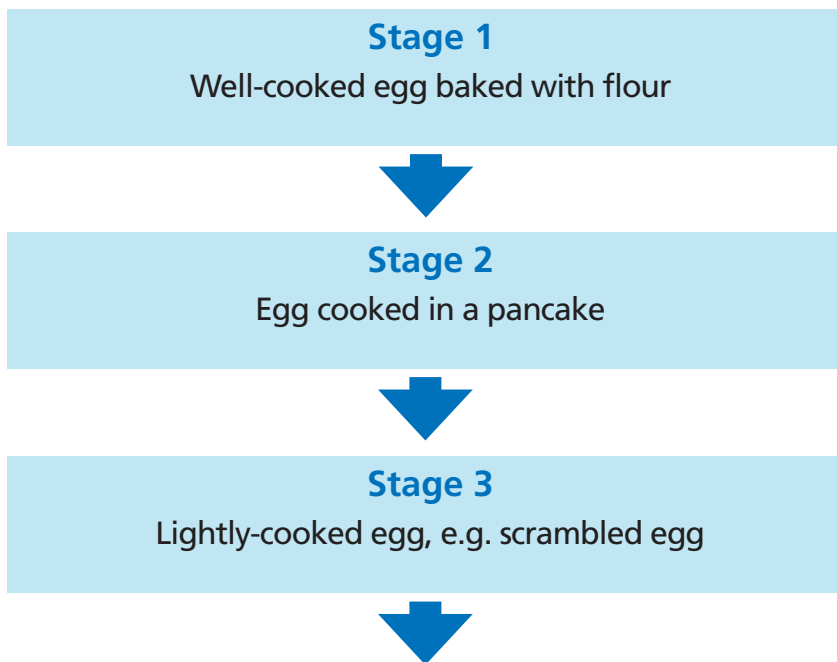 Stage 1
Well-cooked egg baked with flour
Stage 2
Egg cooked in a pancake
Stage 3
Lightly-cooked egg, e.g. scrambled egg